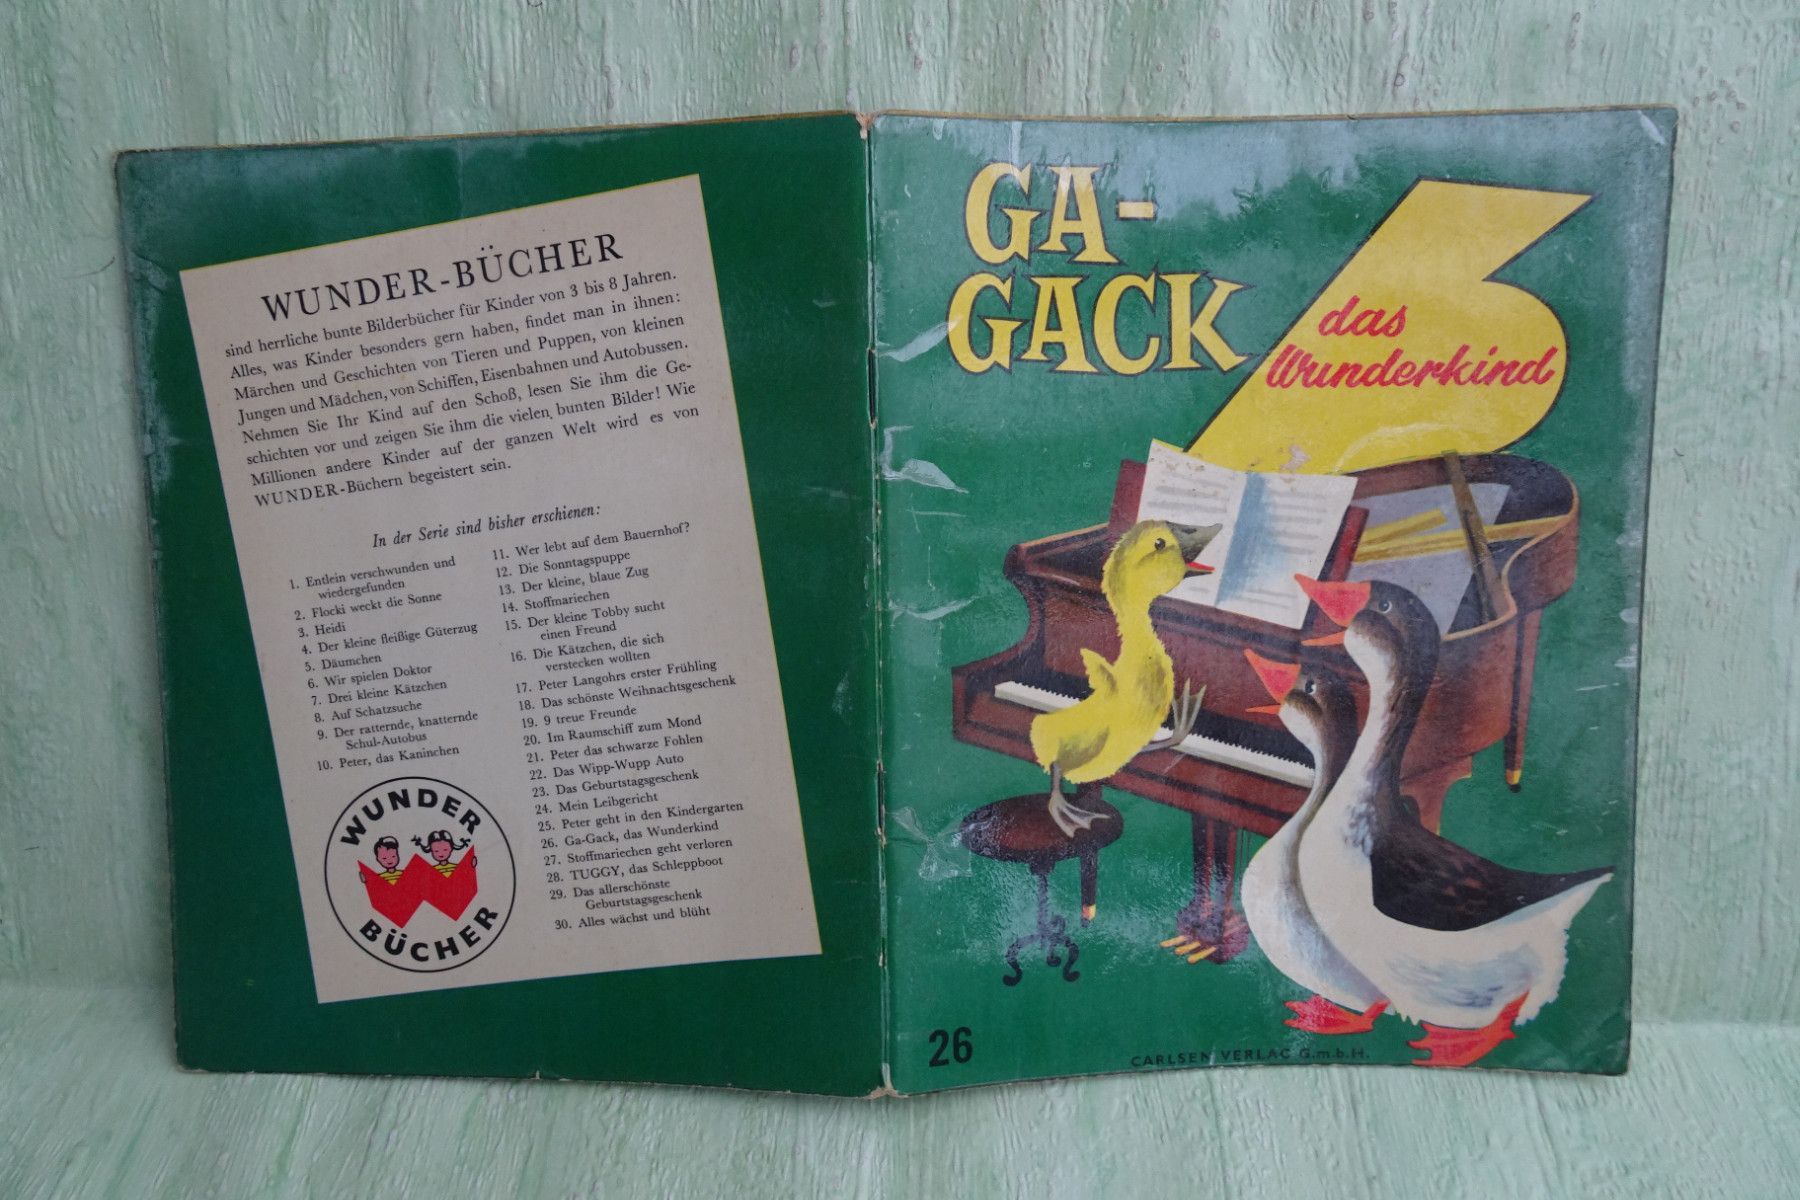 WUNDER-BÜCHER
sind herrliche bunte Bilderbücher für Kinder von 3 bis 8 Jahren.
Alles, was Kinder besonders gern haben, findet man in ihnen:
Märchen und Geschichten von Tieren und Puppen, von kleinen
Jungen und Mädchen, von Schiffen, Eisenbahnen und Autobussen.
Nehmen Sie Ihr Kind auf den Schoß, lesen Sie ihm die Ge-
schichten vor und zeigen Sie ihm die vielen bunten Bilder! Wie
Millionen andere Kinder auf der ganzen Welt wird es von
WUNDER-Büchern begeistert sein.
In der Serie sind bisher erschienen:
1. Entlein verschwunden und
wiedergefunden
2. Flocki weckt die Sonne
3. Heidi
4. Der kleine fleißige Güterzug
5. Däumchen
6. Wir spielen Doktor
7. Drei kleine Kätzchen
8. Auf Schatzsuche
9. Der ratternde, knatternde
Schul-Autobus
10. Peter, das Kaninchen
11. Wer lebt auf dem Bauernhof?
12. Die Sonntagspuppe
13. Der kleine, blaue Zug
14. Stoffmariechen
15. Der kleine Tobby sucht
einen Freund
16. Die Kätzchen, die sich
verstecken wollten
17. Peter Langohrs erster Frühling
18. Das schönste Weihnachtsgeschenk
19. 9 treue Freunde
20. Im Raumschiff zum Mond
21. Peter das schwarze Fohlen
22. Das Wipp-Wupp Auto
23. Das Geburtstagsgeschenk
24. Mein Leibgericht
25. Peter geht in den Kindergarten
26. Ga-Gack, das Wunderkind
27. Stoffmariechen geht verloren
28. TUGGY, das Schleppboot
29. Das allerschönste
Geburtstagsgeschenk
30. Alles wächst und blüht
WUNDER
BÜCHER
GA-
GACK
das
Wunderkind
26
CARLSEN VERLAG G.m.b.H.